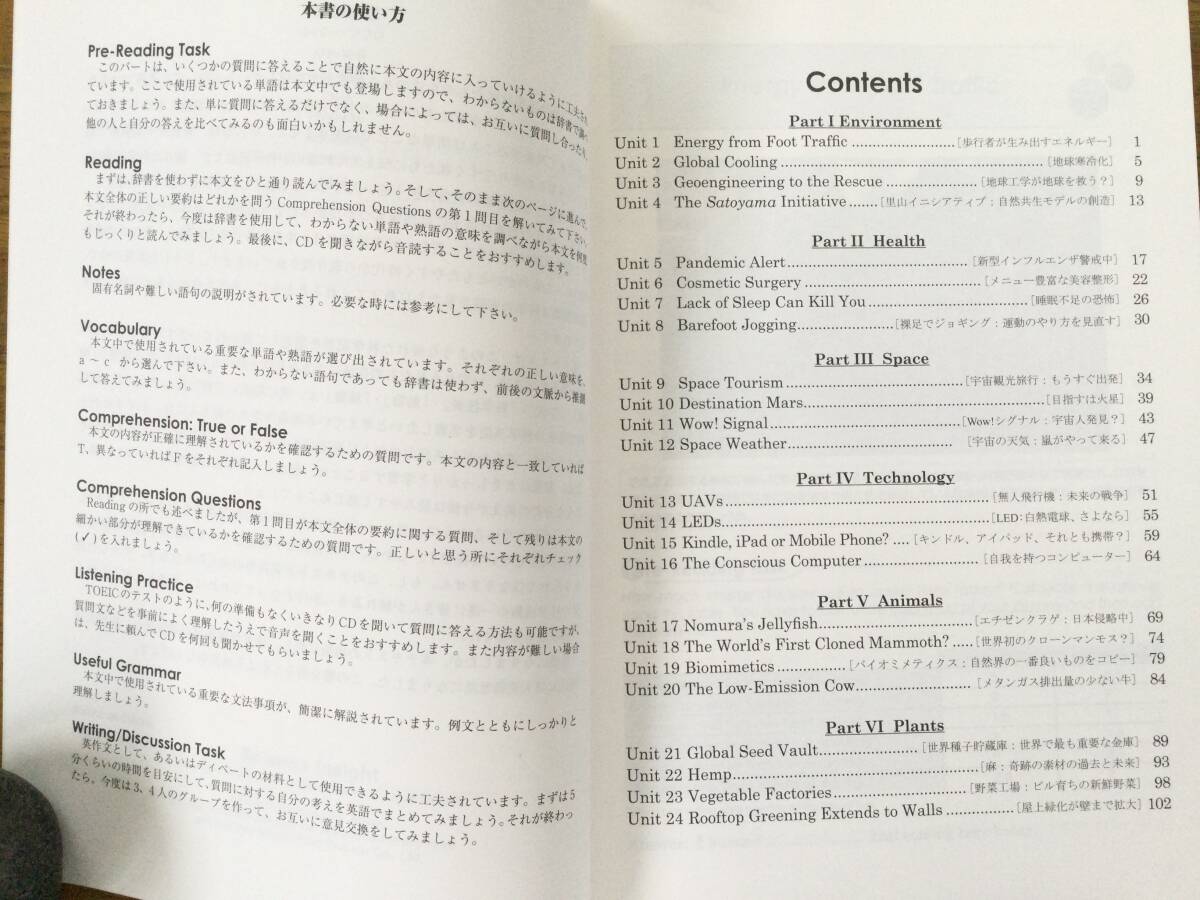 本書の使い方
Pre-Reading Task
このパートは、いくつかの質問に答えることで自然に本文の内容に入っていけるように工夫され
ています。ここで使用されている単語は本文中でも登場しますので、わからないものは辞書で調べ
ておきましょう。また、単に質問に答えるだけでなく、場合によっては、お互いに質問し合ったり、
他の人と自分の答えを比べてみるのも面白いかもしれません。
Reading
まずは、辞書を使わずに本文をひと通り読んでみましょう。そして、そのまま次のページに進んで、
本文全体の正しい要約はどれかを問う Comprehension Questions の第1問目を解いてみて下さい。
それが終わったら、今度は辞書を使用して、わからない単語や熟語の意味を調べながら本文を何度
もじっくりと読んでみましょう。最後に、CDを聞きながら音読することをおすすめします。
Notes
固有名詞や難しい語句の説明がされています。必要な時には参考にして下さい。
Vocabulary
本文中で使用されている重要な単語や熟語が選び出されています。それぞれの正しい意味を、
a ～ c から選んで下さい。また、わからない語句であっても辞書は使わず、前後の文脈から推測
して答えてみましょう。
Comprehension: True or False
本文の内容が正確に理解されているかを確認するための質問です。本文の内容と一致していれば
T、異なっていればFをそれぞれ記入しましょう。
Comprehension Questions
Readingの所でも述べましたが、第1問目が本文全体の要約に関する質問、そして残りは本文の
細かい部分が理解できているかを確認するための質問です。正しいと思う所にそれぞれチェック
(✓)を入れましょう。
Listening Practice
TOEICのテストのように、何の準備もなくいきなりCDを聞いて質問に答える方法も可能ですが、
質問文などを事前によく理解したうえで音声を聞くことをおすすめします。また内容が難しい場合
は、先生に頼んでCDを何回も聞かせてもらいましょう。
Useful Grammar
本文中で使用されている重要な文法事項が、簡潔に解説されています。例文とともにしっかりと
理解しましょう。
Writing/Discussion Task
英作文として、あるいはディベートの材料として使用できるように工夫されています。まずは5
分くらいの時間を目安にして、質問に対する自分の考えを英語でまとめてみましょう。それが終わっ
たら、今度は3、4人のグループを作って、お互いに意見交換をしてみましょう。
Contents
Part I Environment
Unit 1 Energy from Foot Traffic ........................[歩行者が生み出すエネルギー] 1
Unit 2 Global Cooling ................................................[地球寒冷化] 5
Unit 3 Geoengineering to the Rescue .....................[地球工学が地球を救う？] 9
Unit 4 The Satoyama Initiative.......[里山イニシアティブ：自然共生モデルの創造] 13
Part II Health
Unit 5 Pandemic Alert..........................................[新型インフルエンザ警戒中] 17
Unit 6 Cosmetic Surgery .........................................[メニュー豊富な美容整形] 22
Unit 7 Lack of Sleep Can Kill You.....................................[睡眠不足の恐怖] 26
Unit 8 Barefoot Jogging......................[裸足でジョギング：運動のやり方を見直す] 30
Part III Space
Unit 9 Space Tourism .........................................[宇宙観光旅行：もうすぐ出発] 34
Unit 10 Destination Mars........................................................[目指すは火星] 39
Unit 11 Wow! Signal............................................[Wow!シグナル：宇宙人発見？] 43
Unit 12 Space Weather......................................[宇宙の天気：嵐がやって来る] 47
Part IV Technology
Unit 13 UAVs .............................................................[無人飛行機：未来の戦争] 51
Unit 14 LEDs..............................................................[LED：白熱電球、さよなら] 55
Unit 15 Kindle, iPad or Mobile Phone? ....[キンドル、アイパッド、それとも携帯？] 59
Unit 16 The Conscious Computer ...........................[自我を持つコンピューター] 64
Part V Animals
Unit 17 Nomura's Jellyfish....................................[エチゼンクラゲ：日本侵略中] 69
Unit 18 The World's First Cloned Mammoth? .....[世界初のクローンマンモス？] 74
Unit 19 Biomimetics ................[バイオミメティクス：自然界の一番良いものをコピー] 79
Unit 20 The Low-Emission Cow...........................[メタンガス排出量の少ない牛] 84
Part VI Plants
Unit 21 Global Seed Vault.......................[世界種子貯蔵庫：世界で最も重要な金庫] 89
Unit 22 Hemp.........................................................[麻：奇跡の素材の過去と未来] 93
Unit 23 Vegetable Factories ................................[野菜工場：ビル育ちの新鮮野菜] 98
Unit 24 Rooftop Greening Extends to Walls ...............[屋上緑化が壁まで拡大] 102